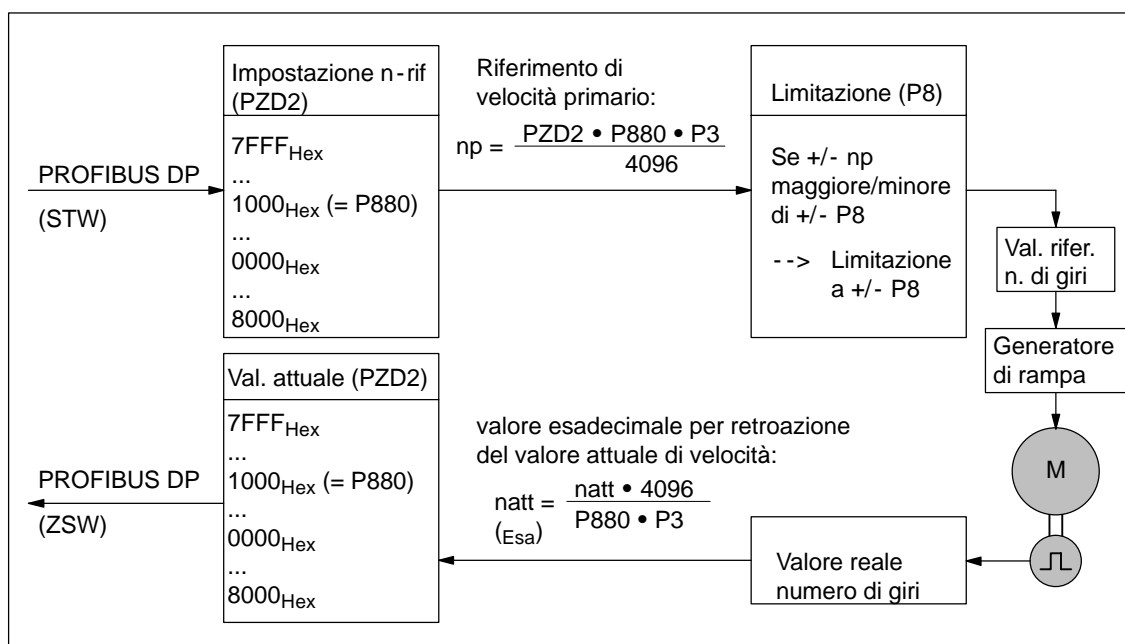 PROFIBUS DP
(STW)
Impostazione n-rif
(PZD2)
7FFFHex
...
1000Hex (= P880)
...
0000Hex
...
8000Hex
Riferimento di
velocità primario:
np = PZD2 • P880 • P3
4096
Limitazione (P8)
Se +/- np
maggiore/minore
di +/- P8
--> Limitazione
a +/- P8
Val. rifer.
n. di giri
Generatore
di rampa
M
Val. attuale (PZD2)
7FFFHex
...
1000Hex (= P880)
...
0000Hex
...
8000Hex
PROFIBUS DP
(ZSW)
valore esadecimale per retroazione
del valore attuale di velocità:
natt = natt • 4096
(Esa) P880 • P3
Valore reale
numero di giri